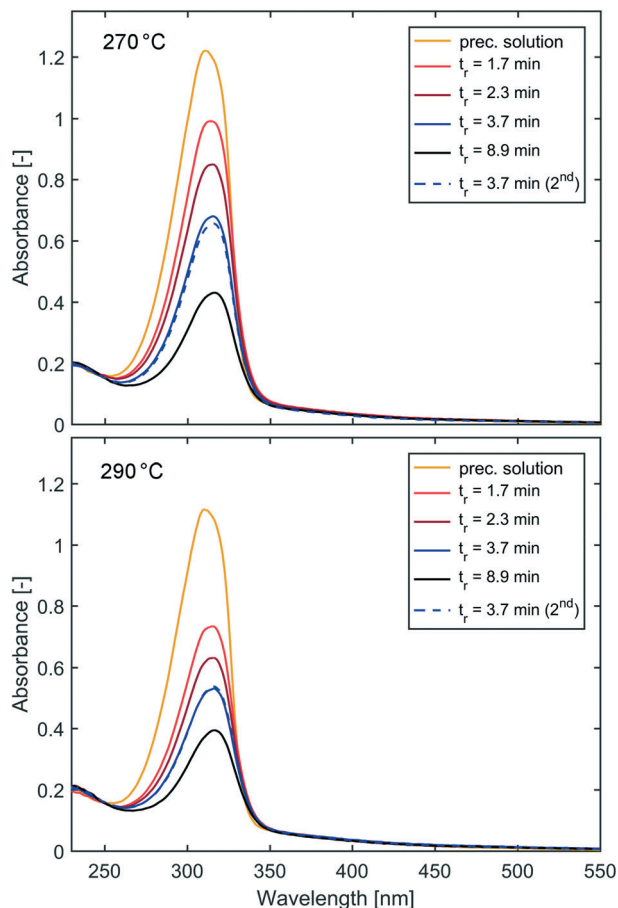 270 °C
prec. solution
t_r = 1.7 min
t_r = 2.3 min
t_r = 3.7 min
t_r = 8.9 min
t_r = 3.7 min (2^nd)
Absorbance [-]
1.2
1
0.8
0.6
0.4
0.2
0
290 °C
prec. solution
t_r = 1.7 min
t_r = 2.3 min
t_r = 3.7 min
t_r = 8.9 min
t_r = 3.7 min (2^nd)
Absorbance [-]
1.2
1
0.8
0.6
0.4
0.2
0
250 300 350 400 450 500 550
Wavelength [nm]